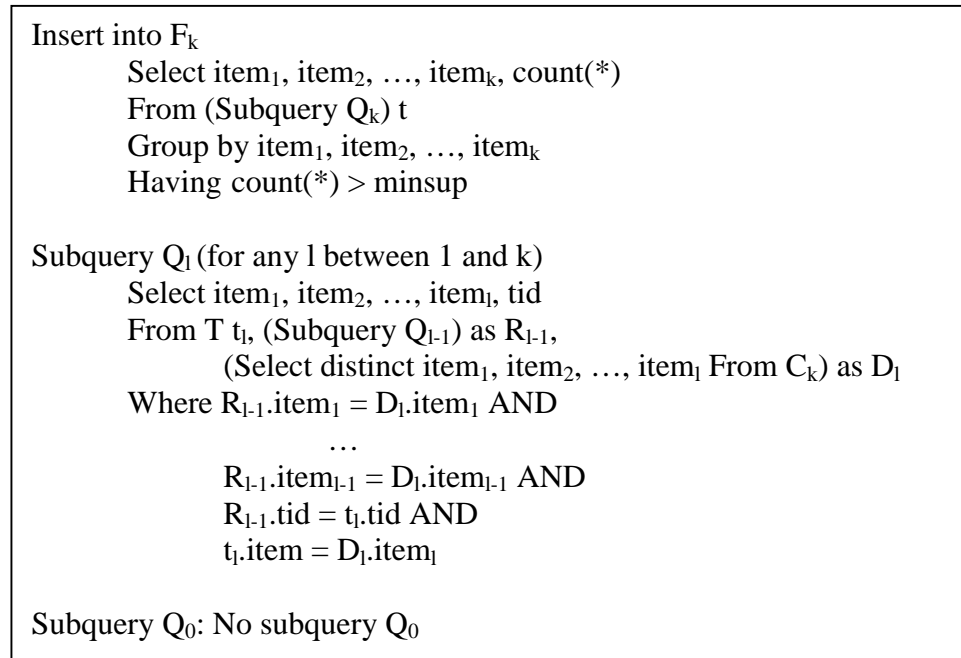 Insert into Fₖ
Select item₁, item₂, …, itemₖ, count(*)
From (Subquery Qₖ) t
Group by item₁, item₂, …, itemₖ
Having count(*) > minsup
Subquery Qₗ (for any l between 1 and k)
Select item₁, item₂, …, itemₗ, tid
From T tₗ, (Subquery Qₗ₋₁) as Rₗ₋₁,
(Select distinct item₁, item₂, …, itemₗ From Cₖ) as Dₗ
Where Rₗ₋₁.item₁ = Dₗ.item₁ AND
…
Rₗ₋₁.itemₗ₋₁ = Dₗ.itemₗ₋₁ AND
Rₗ₋₁.tid = tₗ.tid AND
tₗ.item = Dₗ.itemₗ
Subquery Q₀: No subquery Q₀